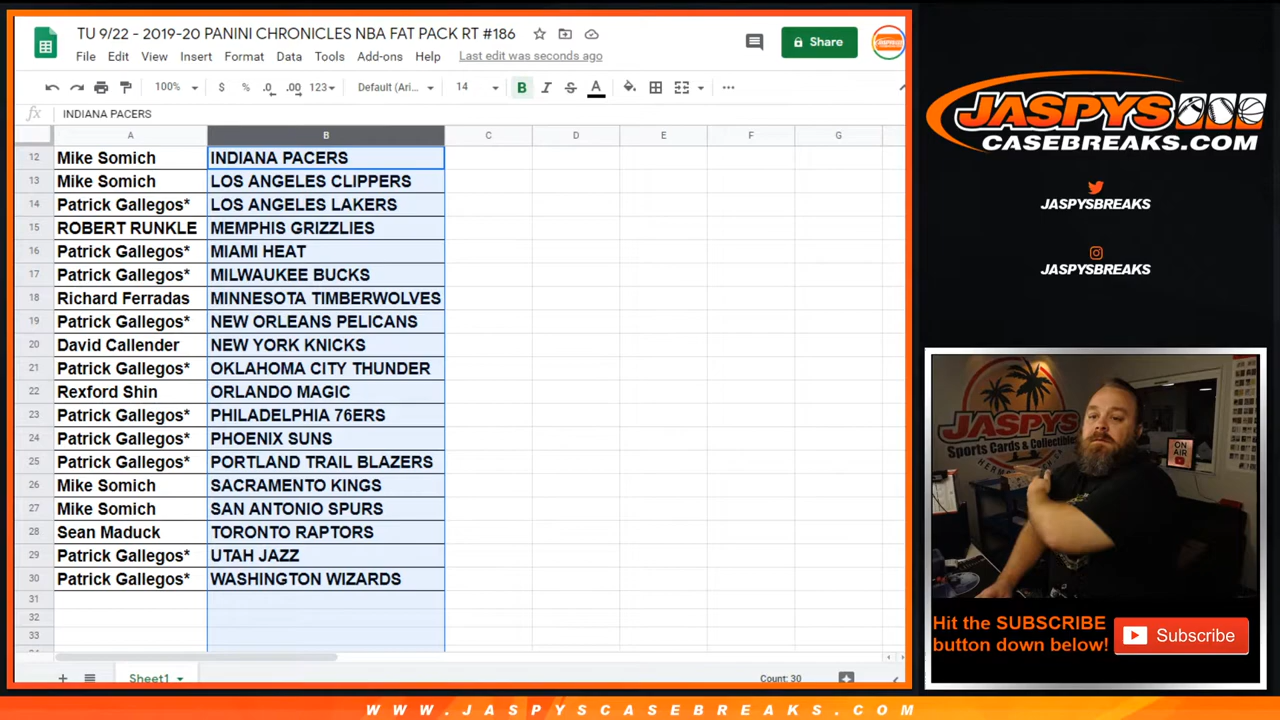 TU 9/22 - 2019-20 PANINI CHRONICLES NBA FAT PACK RT #186
File Edit View Insert Format Data Tools Add-ons Help Last edit was seconds ago
Share
100% $ % .0 .00 123 Default (Ari... 14 B I S A
fx INDIANA PACERS
A B C D E F G
12 Mike Somich INDIANA PACERS
13 Mike Somich LOS ANGELES CLIPPERS
14 Patrick Gallegos* LOS ANGELES LAKERS
15 ROBERT RUNKLE MEMPHIS GRIZZLIES
16 Patrick Gallegos* MIAMI HEAT
17 Patrick Gallegos* MILWAUKEE BUCKS
18 Richard Ferradas MINNESOTA TIMBERWOLVES
19 Patrick Gallegos* NEW ORLEANS PELICANS
20 David Callender NEW YORK KNICKS
21 Patrick Gallegos* OKLAHOMA CITY THUNDER
22 Rexford Shin ORLANDO MAGIC
23 Patrick Gallegos* PHILADELPHIA 76ERS
24 Patrick Gallegos* PHOENIX SUNS
25 Patrick Gallegos* PORTLAND TRAIL BLAZERS
26 Mike Somich SACRAMENTO KINGS
27 Mike Somich SAN ANTONIO SPURS
28 Sean Maduck TORONTO RAPTORS
29 Patrick Gallegos* UTAH JAZZ
30 Patrick Gallegos* WASHINGTON WIZARDS
31
32
33
Sheet1
Count: 30
JASPYS
CASEBREAKS.COM
JASPYSBREAKS
JASPYSBREAKS
JASPYS
Sports Cards & Collectibles
ON
AIR
Hit the SUBSCRIBE
button down below!
Subscribe
WWW.JASPYSCASEBREAKS.COM